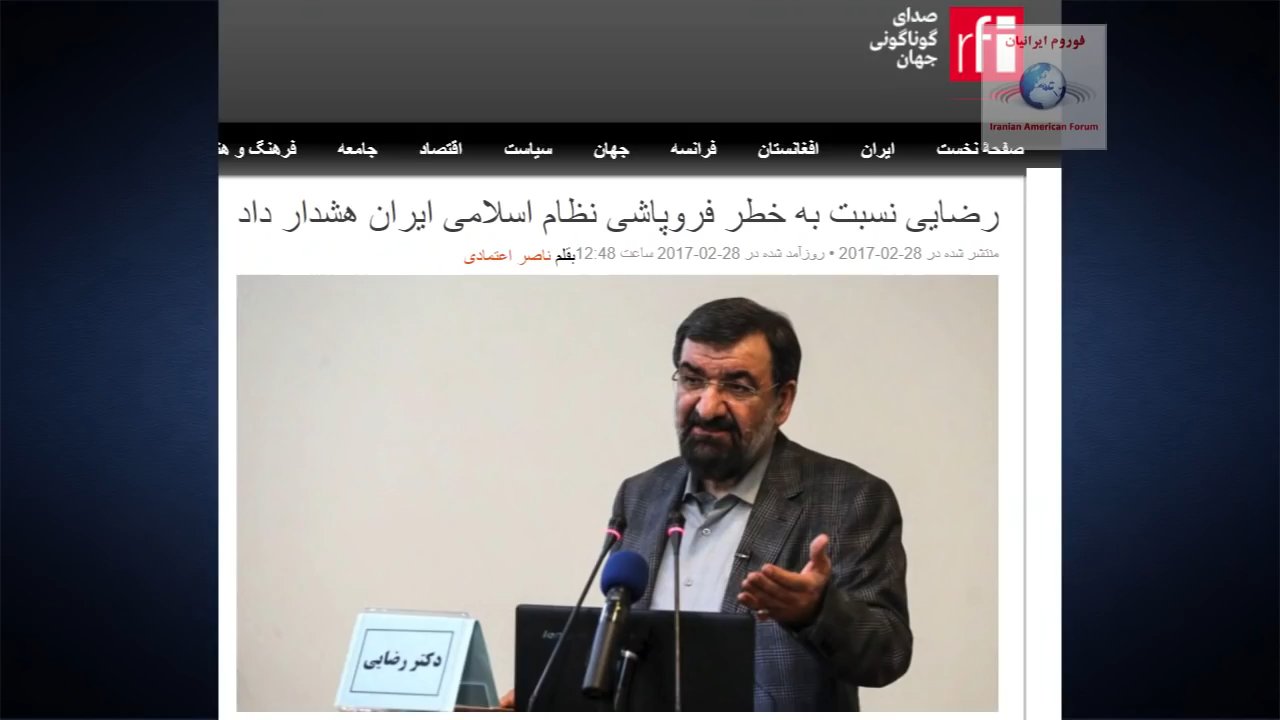 صدای
گوناگونی
جهان
rfi
فوروم ایرانیان
Iranian American Forum
صفحۀ نخست ایران افغانستان فرانسه جهان سیاست اقتصاد جامعه فرهنگ و هن
رضایی نسبت به خطر فروپاشی نظام اسلامی ایران هشدار داد
منتشر شده در 28-02-2017 • روزآمد شده در 28-02-2017 ساعت 12:48 بقلم ناصر اعتمادی
دکتر رضایی